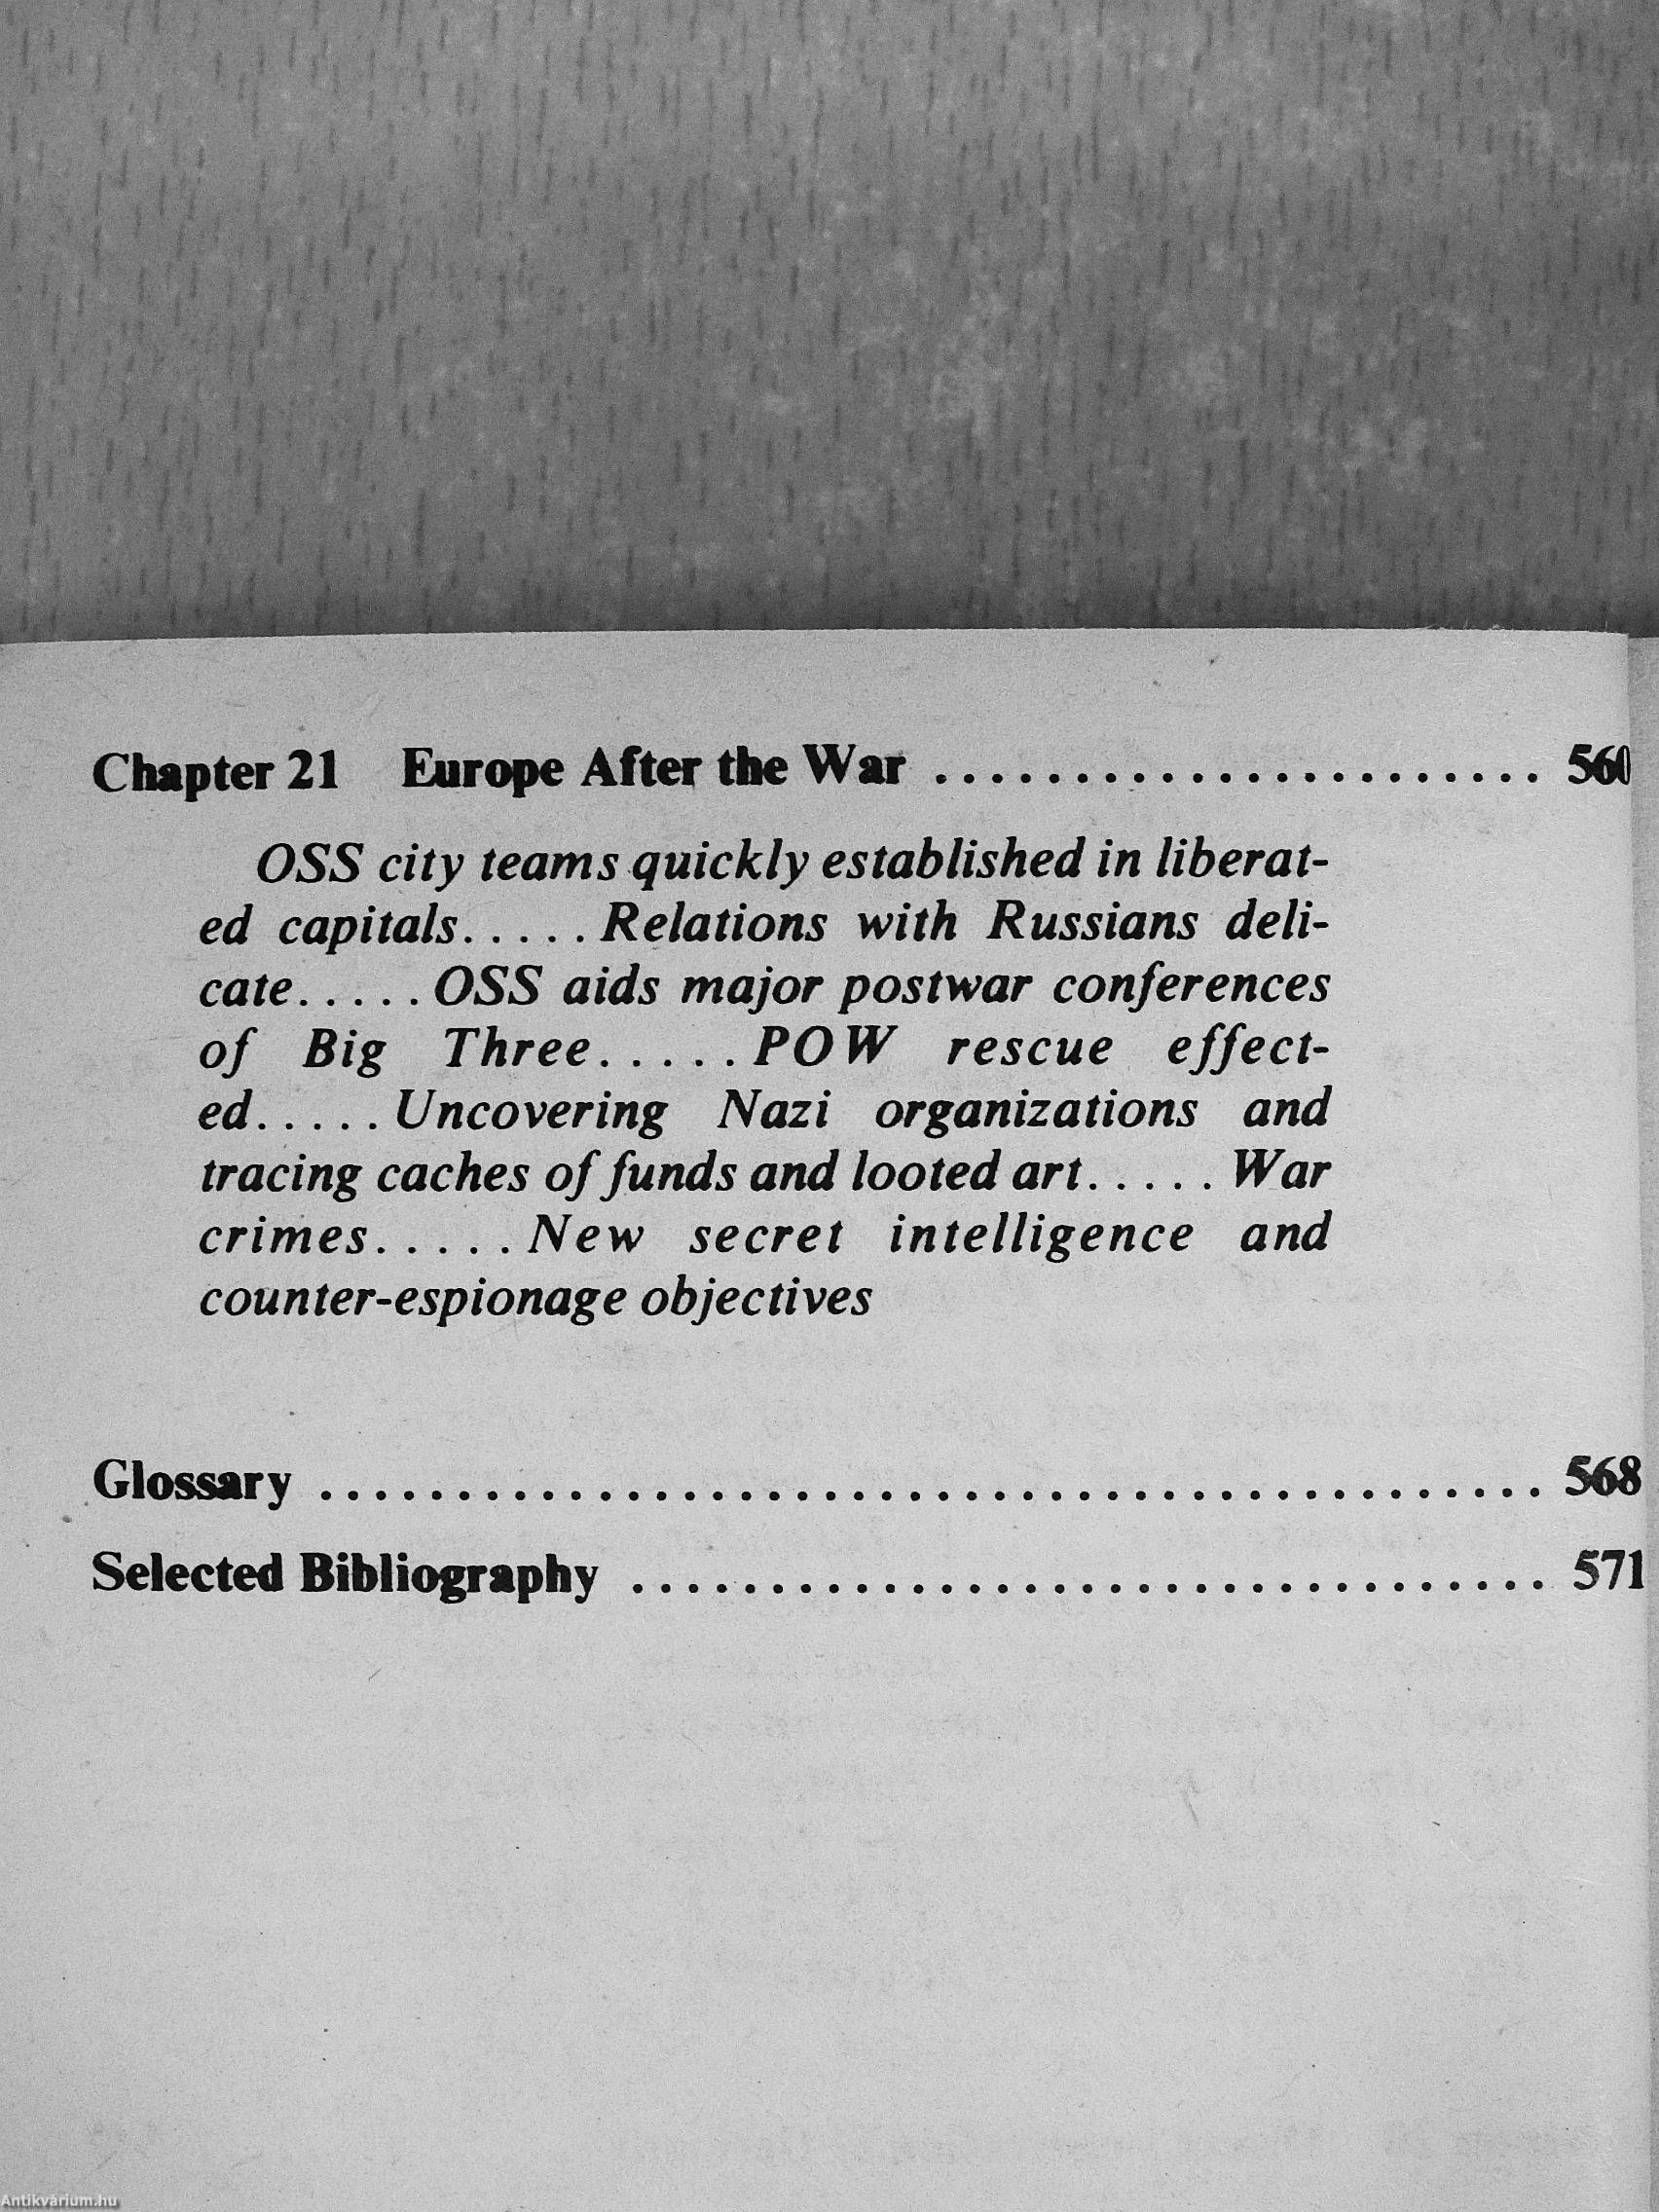 Chapter 21 Europe After the War ...................... 560
OSS city teams quickly established in liberat-
ed capitals.....Relations with Russians deli-
cate.....OSS aids major postwar conferences
of Big Three.....POW rescue effect-
ed.....Uncovering Nazi organizations and
tracing caches of funds and looted art.....War
crimes.....New secret intelligence and
counter-espionage objectives
Glossary ............................................ 568
Selected Bibliography ................................. 571
Antikvárium.hu